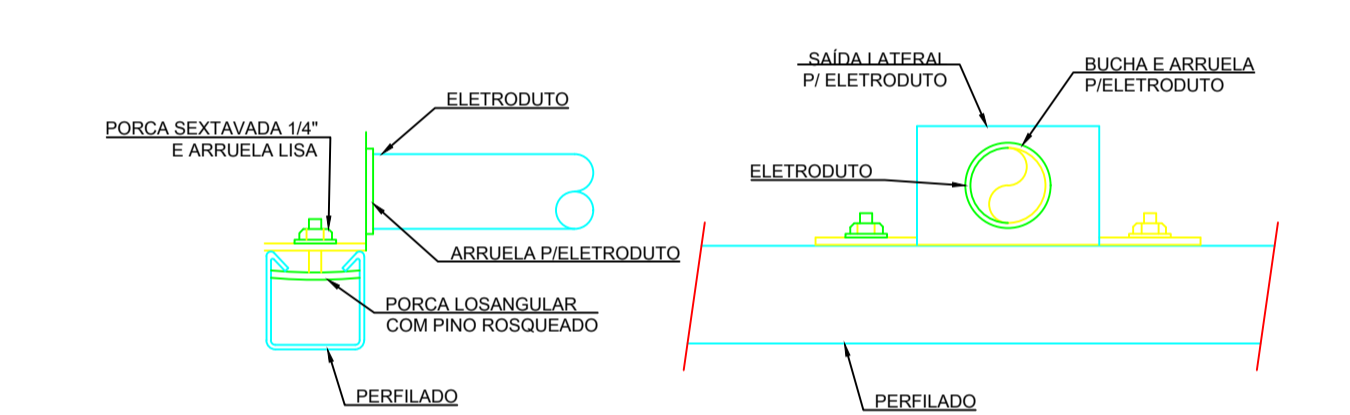 PORCA SEXTAVADA 1/4"
E ARRUELA LISA
ELETRODUTO
ARRUELA P/ELETRODUTO
PORCA LOSANGULAR
COM PINO ROSQUEADO
PERFILADO
SAÍDA LATERAL
P/ ELETRODUTO
BUCHA E ARRUELA
P/ELETRODUTO
ELETRODUTO
PERFILADO